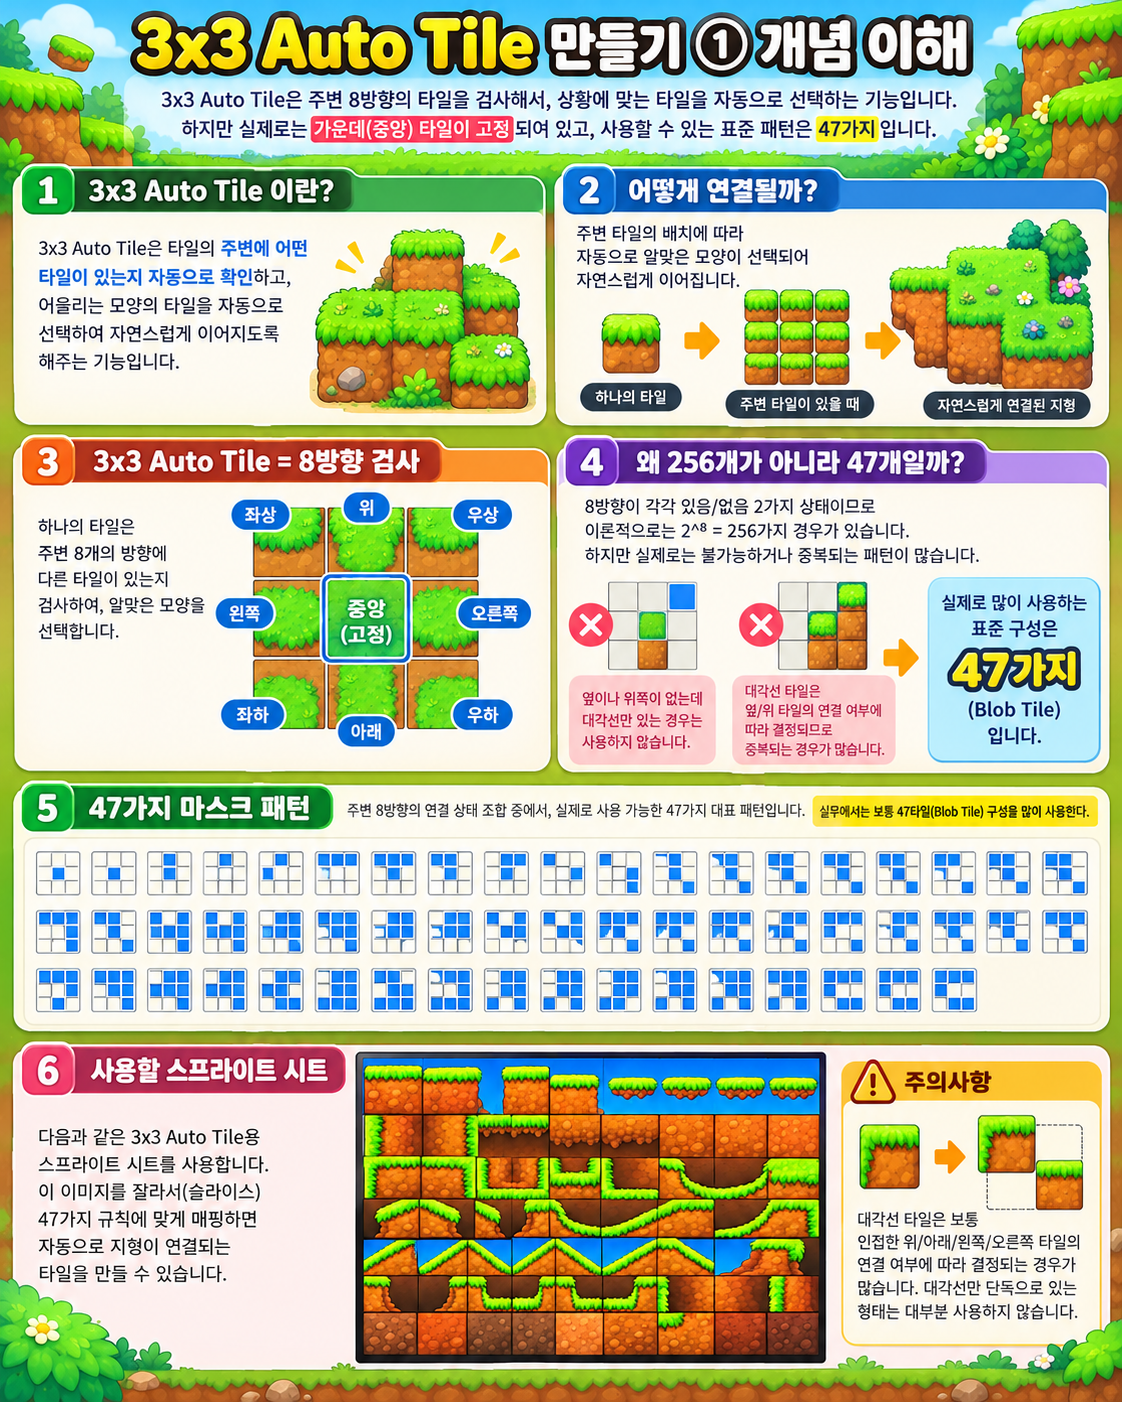 3x3 Auto Tile 만들기 ① 개념 이해
3x3 Auto Tile은 주변 8방향의 타일을 검사해서, 상황에 맞는 타일을 자동으로 선택하는 기능입니다.
하지만 실제로는 가운데(중앙) 타일이 고정되여 있고, 사용할 수 있는 표준 패턴은 47가지입니다.
1 3x3 Auto Tile 이란?
3x3 Auto Tile은 타일의 주변에 어떤
타일이 있는지 자동으로 확인하고,
어울리는 모양의 타일을 자동으로
선택하여 자연스럽게 이어지도록
해주는 기능입니다.
2 어떻게 연결될까?
주변 타일의 배치에 따라
자동으로 알맞은 모양이 선택되어
자연스럽게 이어집니다.
하나의 타일
주변 타일이 있을 때
자연스럽게 연결된 지형
3 3x3 Auto Tile = 8방향 검사
하나의 타일은
주변 8개의 방향에
다른 타일이 있는지
검사하여, 알맞은 모양을
선택합니다.
좌상
위
우상
왼쪽
중앙
(고정)
오른쪽
좌하
아래
우하
4 왜 256개가 아니라 47개일까?
8방향이 각각 있음/없음 2가지 상태이므로
이론적으로는 2^⁸ = 256가지 경우가 있습니다.
하지만 실제로는 불가능하거나 중복되는 패턴이 많습니다.
옆이나 위쪽이 없는데
대각선만 있는 경우는
사용하지 않습니다.
대각선 타일은
옆/위 타일의 연결 여부에
따라 결정되므로
중복되는 경우가 많습니다.
실제로 많이 사용하는
표준 구성은
47가지
(Blob Tile)
입니다.
5 47가지 마스크 패턴
주변 8방향의 연결 상태 조합 중에서, 실제로 사용 가능한 47가지 대표 패턴입니다.
실무에서는 보통 47타일(Blob Tile) 구성을 많이 사용한다.
6 사용할 스프라이트 시트
다음과 같은 3x3 Auto Tile용
스프라이트 시트를 사용합니다.
이 이미지를 잘라서(슬라이스)
47가지 규칙에 맞게 매핑하면
자동으로 지형이 연결되는
타일을 만들 수 있습니다.
주의사항
대각선 타일은 보통
인접한 위/아래/왼쪽/오른쪽 타일의
연결 여부에 따라 결정되는 경우가
많습니다. 대각선만 단독으로 있는
형태는 대부분 사용하지 않습니다.